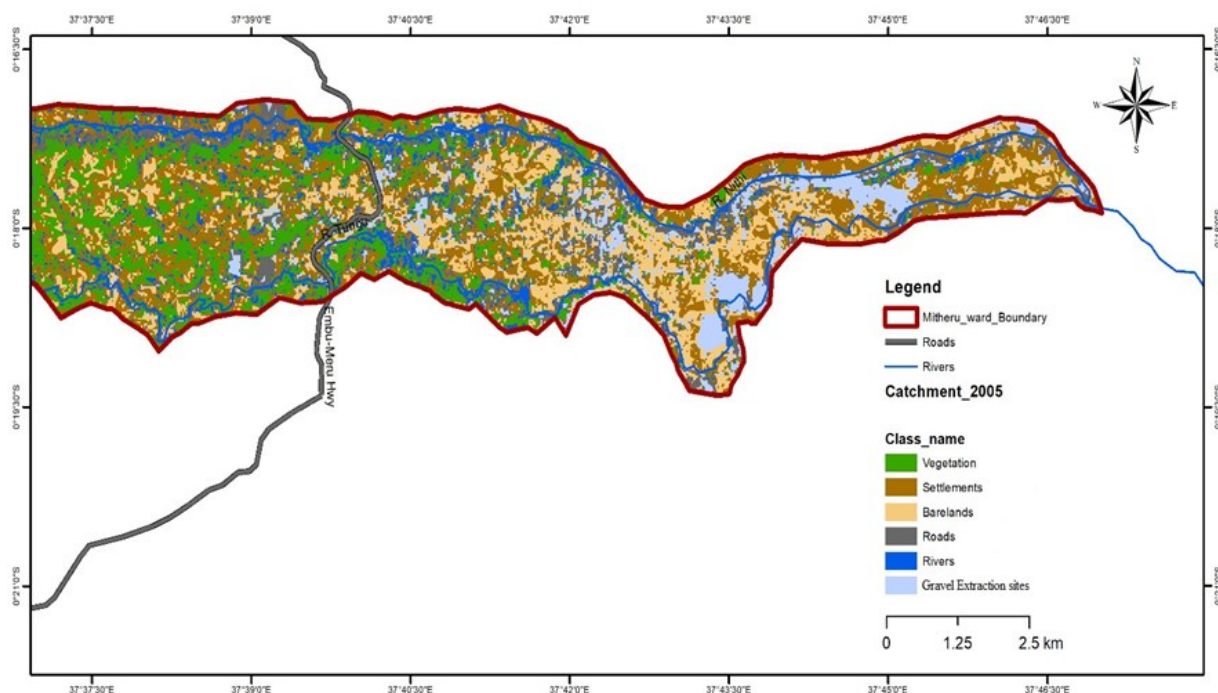 37°37'30"E 37°39'0"E 37°40'30"E 37°42'0"E 37°43'30"E 37°45'0"E 37°46'30"E
0°16'30"S
N
W E
S
R. Nithi
0°18'0"S
R. Tungu
Embu-Meru Hwy
Legend
Mitheru_ward_Boundary
Roads
Rivers
Catchment_2005
0°19'30"S
Class_name
Vegetation
Settlements
Barelands
Roads
Rivers
Gravel Extraction sites
0°21'0"S
0 1.25 2.5 km
37°37'30"E 37°39'0"E 37°40'30"E 37°42'0"E 37°43'30"E 37°45'0"E 37°46'30"E